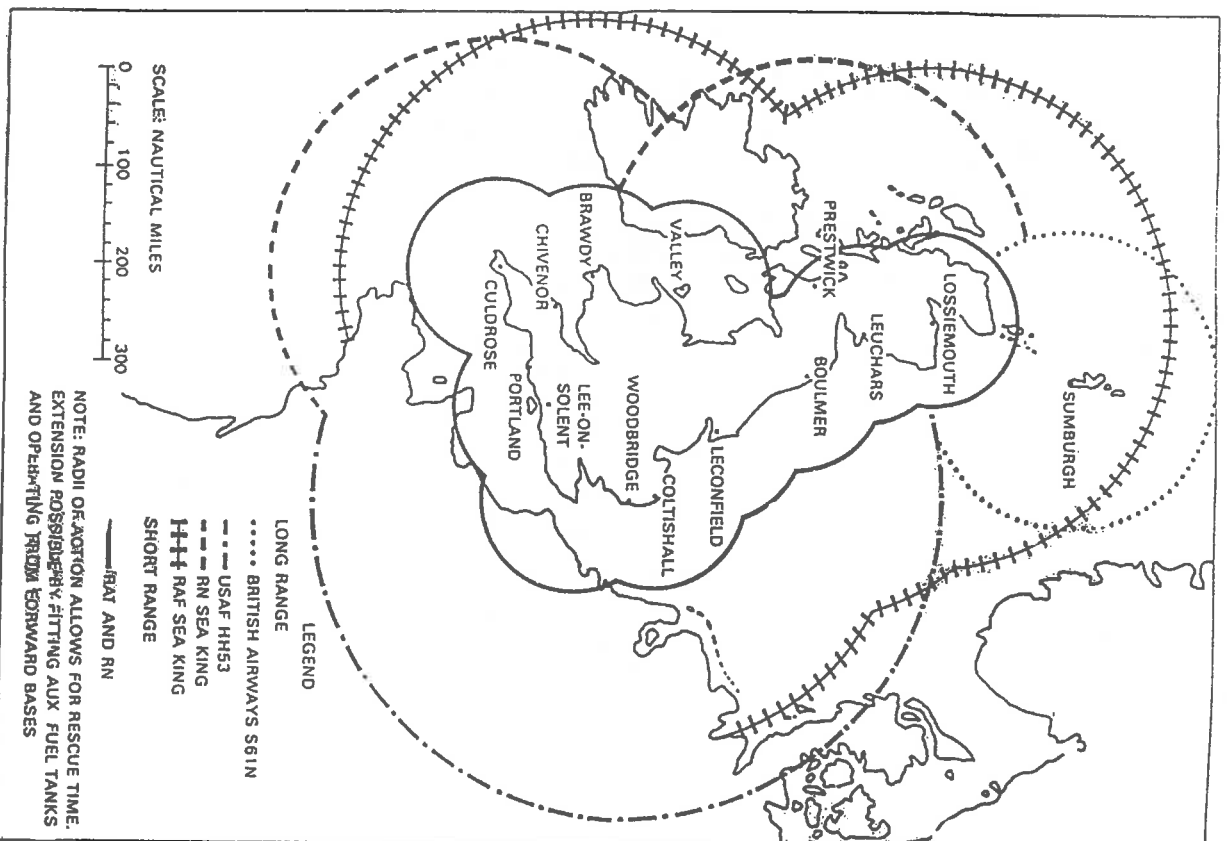 SUMBURGH
LOSSIEMOUTH
LEUCHARS
PRESTWICK
BOULMER
VALLEY
LECONFIELD
COLTISHALL
BRAWDY
WOODBRIDGE
CHIVENOR
LEE-ON-
SOLENT
CULDROSE
PORTLAND
SCALE: NAUTICAL MILES
0 100 200 300
LEGEND
LONG RANGE
BRITISH AIRWAYS S61N
USAF HH53
RN SEA KING
RAF SEA KING
SHORT RANGE
RAT AND RN
NOTE: RADII OF ACTION ALLOWS FOR RESCUE TIME.
EXTENSION POSSIBLE BY FITTING AUX FUEL TANKS
AND OPERATING FROM FORWARD BASES